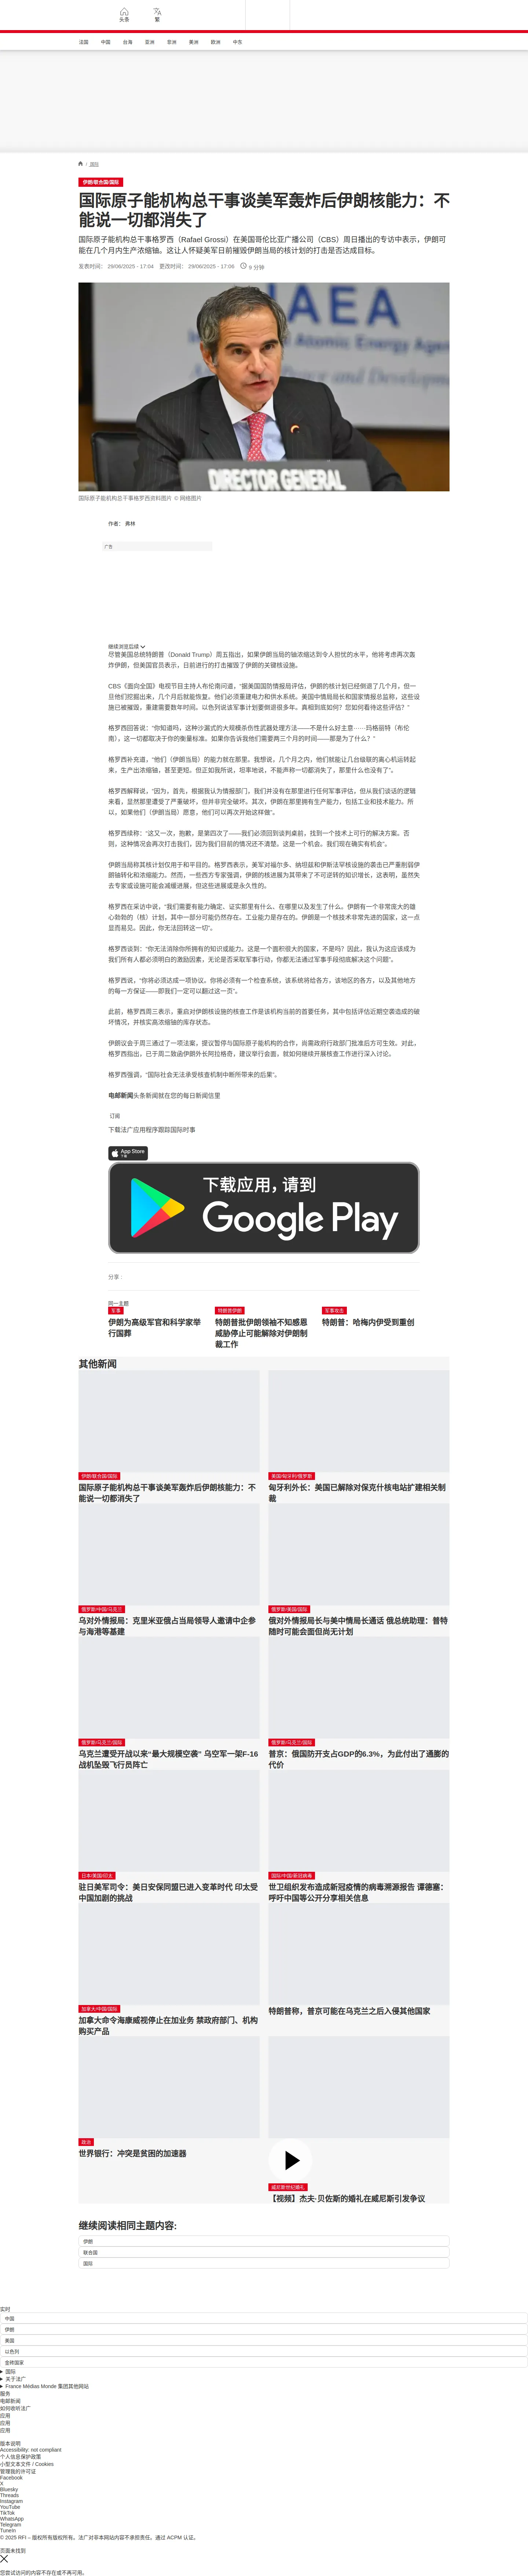 头条
繁
法国
中国
台海
亚洲
非洲
美洲
欧洲
中东
/ 国际
伊朗/联合国/国际
国际原子能机构总干事谈美军轰炸后伊朗核能力：不
能说一切都消失了
国际原子能机构总干事格罗西（Rafael Grossi）在美国哥伦比亚广播公司（CBS）周日播出的专访中表示，伊朗可
能在几个月内生产浓缩铀。这让人怀疑美军日前摧毁伊朗当局的核计划的打击是否达成目标。
发表时间： 29/06/2025 - 17:04 更改时间： 29/06/2025 - 17:06 9 分钟
IAEA
Atomic Energy Agency
DIRECTOR GENERAL
国际原子能机构总干事格罗西资料图片 © 网络图片
作者： 弗林
广告
继续浏览后续
尽管美国总统特朗普（Donald Trump）周五指出，如果伊朗当局的铀浓缩达到令人担忧的水平，他将考虑再次轰
炸伊朗，但美国官员表示，日前进行的打击摧毁了伊朗的关键核设施。
CBS《面向全国》电视节目主持人布伦南问道，“据美国国防情报局评估，伊朗的核计划已经倒退了几个月，但一
旦他们挖掘出来，几个月后就能恢复。他们必须重建电力和供水系统。美国中情局局长和国家情报总监称，这些设
施已被摧毁，重建需要数年时间。以色列说该军事计划要倒退很多年。真相到底如何？您如何看待这些评估？”
格罗西回答说：“你知道吗，这种沙漏式的大规模杀伤性武器处理方法——不是什么好主意······玛格丽特（布伦
南），这一切都取决于你的衡量标准。如果你告诉我他们需要两三个月的时间——那是为了什么？”
格罗西补充道，“他们（伊朗当局）的能力就在那里。我想说，几个月之内，他们就能让几台级联的离心机运转起
来，生产出浓缩铀，甚至更短。但正如我所说，坦率地说，不能声称一切都消失了，那里什么也没有了”。
格罗西解释说，“因为，首先，根据我认为情报部门，我们并没有在那里进行任何军事评估，但从我们谈话的逻辑
来看，显然那里遭受了严重破坏，但并非完全破坏。其次，伊朗在那里拥有生产能力，包括工业和技术能力。所
以，如果他们（伊朗当局）愿意，他们可以再次开始这样做”。
格罗西续称：“这又一次，抱歉，是第四次了——我们必须回到谈判桌前，找到一个技术上可行的解决方案。否
则，这种情况会再次打击我们，因为我们目前的情况还不清楚。这是一个机会。我们现在确实有机会”。
伊朗当局称其核计划仅用于和平目的。格罗西表示，美军对福尔多、纳坦兹和伊斯法罕核设施的袭击已严重削弱伊
朗铀转化和浓缩能力。然而，一些西方专家强调，伊朗的核进展为其带来了不可逆转的知识增长，这表明，虽然失
去专家或设施可能会减缓进展，但这些进展或是永久性的。
格罗西在采访中说，“我们需要有能力确定、证实那里有什么、在哪里以及发生了什么。伊朗有一个非常庞大的雄
心勃勃的（核）计划，其中一部分可能仍然存在。工业能力是存在的。伊朗是一个核技术非常先进的国家，这一点
显而易见。因此，你无法回转这一切”。
格罗西谈到：“你无法消除你所拥有的知识或能力。这是一个面积很大的国家，不是吗？因此，我认为这应该成为
我们所有人都必须明白的激励因素，无论是否采取军事行动，你都无法通过军事手段彻底解决这个问题”。
格罗西说，“你将必须达成一项协议。你将必须有一个检查系统，该系统将给各方，该地区的各方，以及其他地方
的每一方保证——即我们一定可以翻过这一页”。
此前，格罗西周三表示，重启对伊朗核设施的核查工作是该机构当前的首要任务，其中包括评估近期空袭造成的破
坏情况，并核实高浓缩铀的库存状态。
伊朗议会于周三通过了一项法案，提议暂停与国际原子能机构的合作，尚需政府行政部门批准后方可生效。对此，
格罗西指出，已于周二致函伊朗外长阿拉格奇，建议举行会面，就如何继续开展核查工作进行深入讨论。
格罗西强调，“国际社会无法承受核查机制中断所带来的后果”。
电邮新闻头条新闻就在您的每日新闻信里
订阅
下载法广应用程序跟踪国际时事
App Store
下载
下载应用，请到
Google Play
分享 :
同一主题
军事
伊朗为高级军官和科学家举
行国葬
特朗普伊朗
特朗普批伊朗领袖不知感恩
威胁停止可能解除对伊朗制
裁工作
军事攻击
特朗普：哈梅内伊受到重创
其他新闻
伊朗/联合国/国际
国际原子能机构总干事谈美军轰炸后伊朗核能力：不
能说一切都消失了
美国/匈牙利/俄罗斯
匈牙利外长：美国已解除对保克什核电站扩建相关制
裁
俄罗斯/中国/乌克兰
乌对外情报局：克里米亚俄占当局领导人邀请中企参
与海港等基建
俄罗斯/美国/国际
俄对外情报局长与美中情局长通话 俄总统助理：普特
随时可能会面但尚无计划
俄罗斯/乌克兰/国际
乌克兰遭受开战以来“最大规模空袭” 乌空军一架F-16
战机坠毁飞行员阵亡
俄罗斯/乌克兰/国际
普京：俄国防开支占GDP的6.3%，为此付出了通膨的
代价
日本/美国/印太
驻日美军司令：美日安保同盟已进入变革时代 印太受
中国加剧的挑战
国际/中国/新冠病毒
世卫组织发布造成新冠疫情的病毒溯源报告 谭德塞：
呼吁中国等公开分享相关信息
加拿大/中国/国际
加拿大命令海康威视停止在加业务 禁政府部门、机构
购买产品
特朗普称，普京可能在乌克兰之后入侵其他国家
政治
世界银行：冲突是贫困的加速器
威尼斯世纪婚礼
【视频】杰夫·贝佐斯的婚礼在威尼斯引发争议
继续阅读相同主题内容:
伊朗
联合国
国际
实时
中国
伊朗
美国
以色列
金砖国家
国际
关于法广
France Médias Monde 集团其他网站
服务
电邮新闻
如何收听法广
应用
应用
应用
版本说明
Accessibility: not compliant
个人信息保护政策
小型文本文件 / Cookies
管理我的许可证
Facebook
X
Bluesky
Threads
Instagram
YouTube
TikTok
WhatsApp
Telegram
TuneIn
© 2025 RFI – 版权所有版权所有。法广对非本网站内容不承担责任。通过 ACPM 认证。
页面未找到
您尝试访问的内容不存在或不再可用。